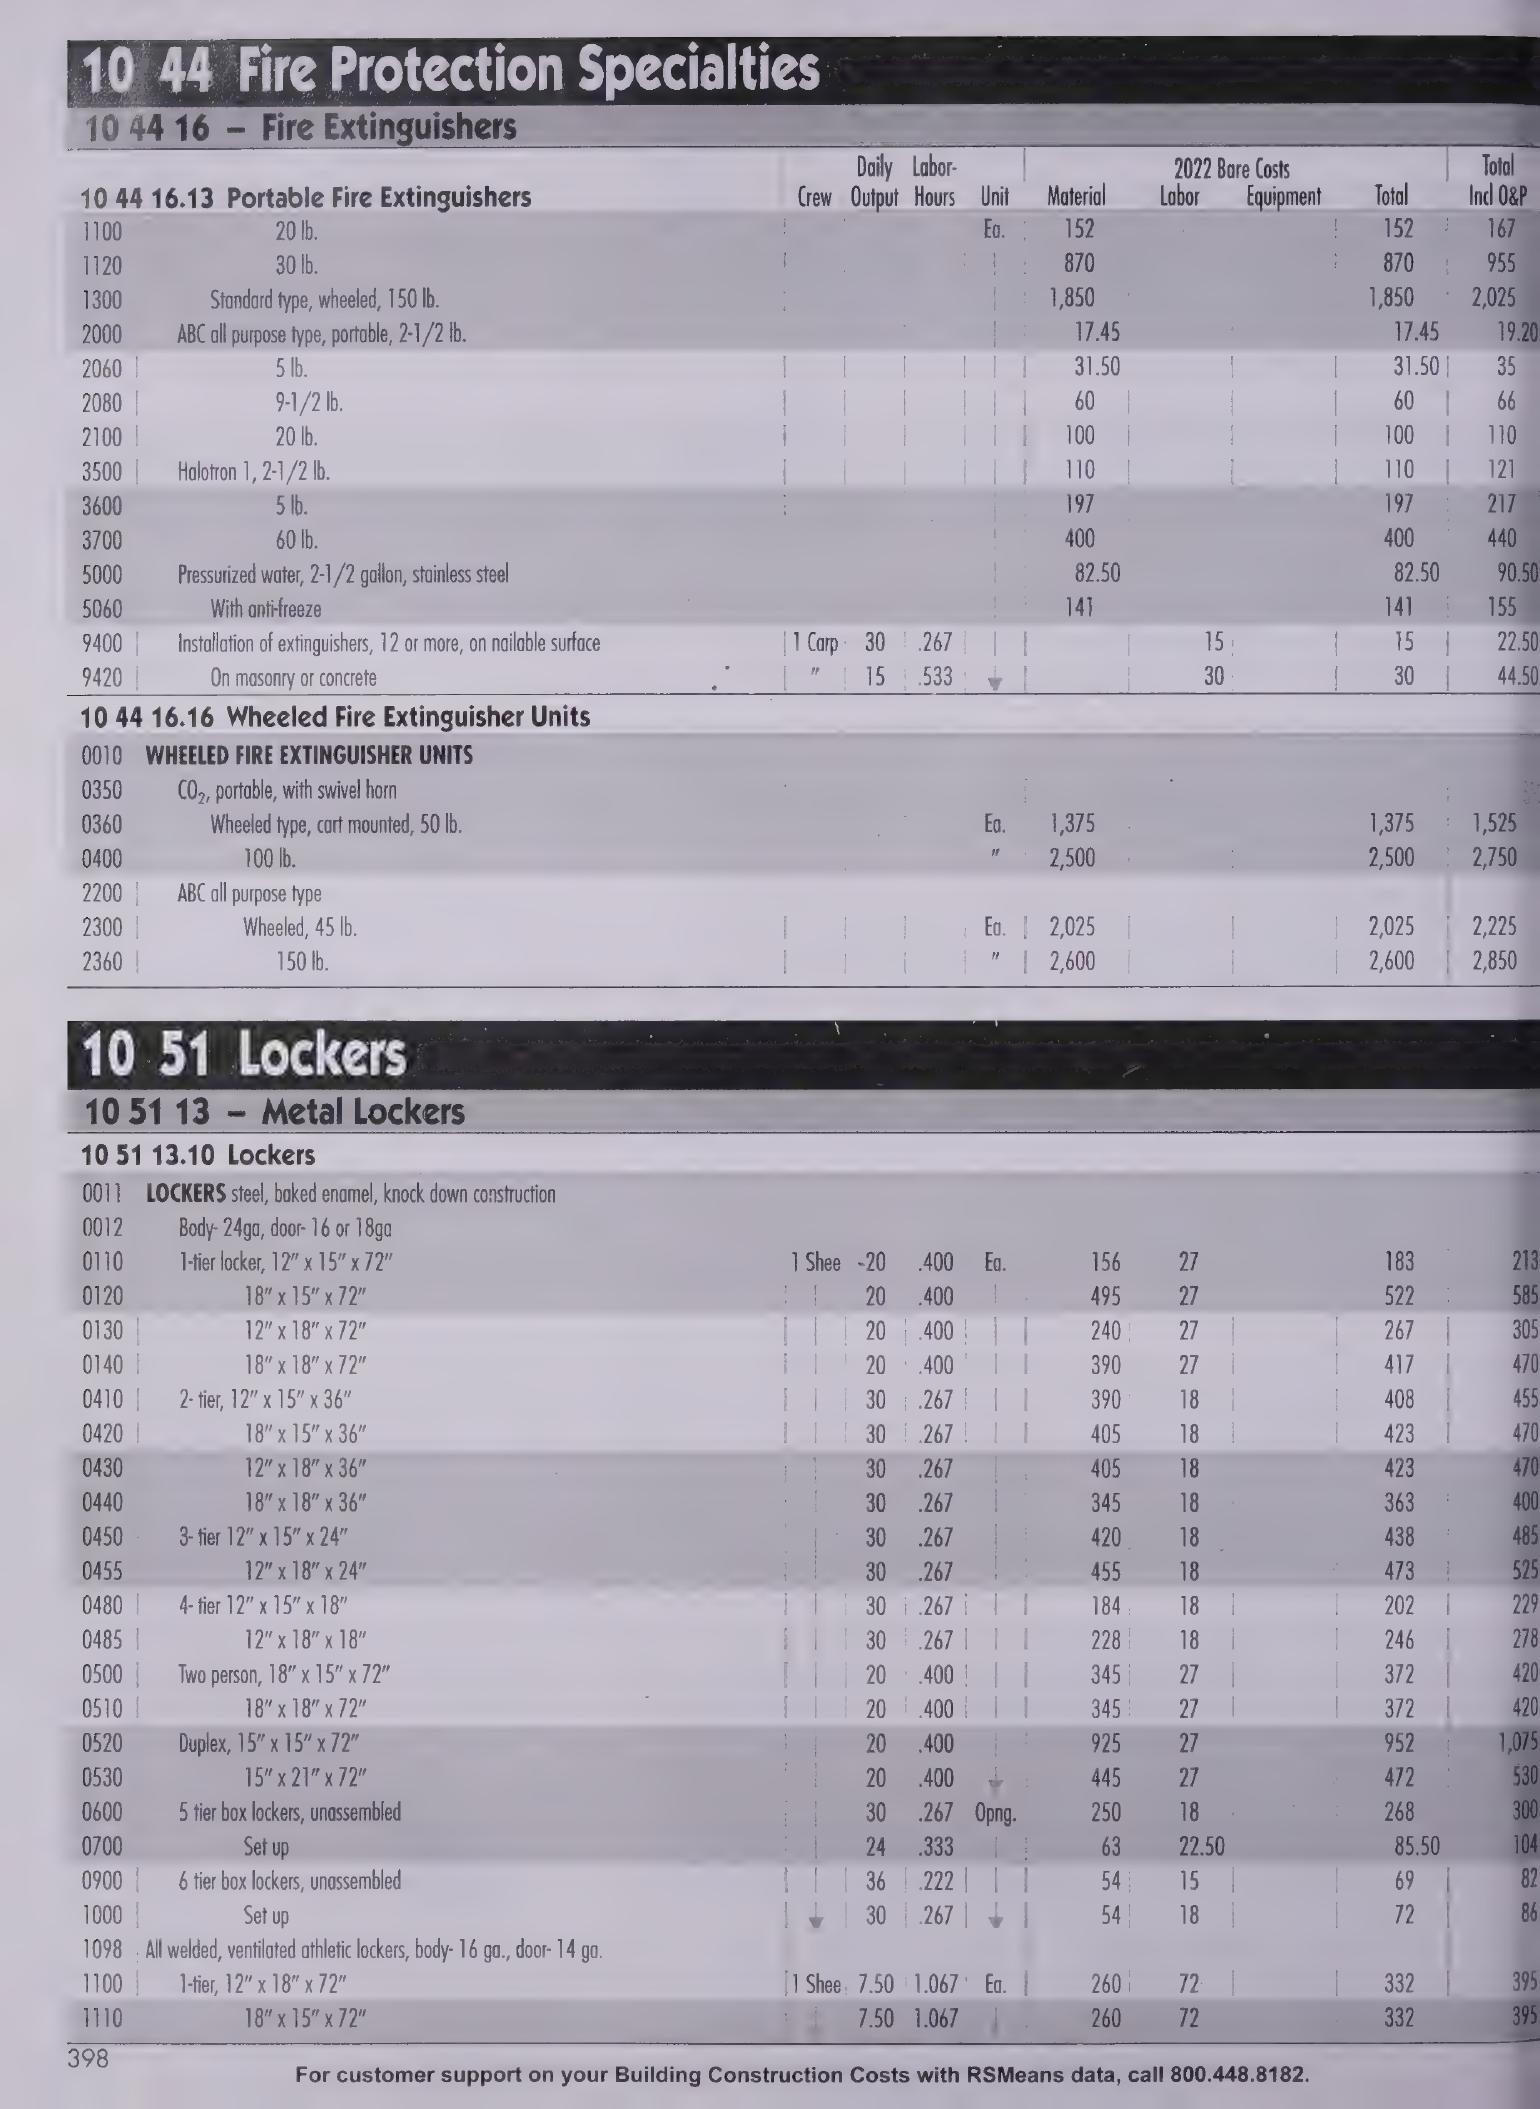 10 44 Fire Protection Specialties
10 44 16 – Fire Extinguishers
Daily Labor- 2022 Bare Costs Total
10 44 16.13 Portable Fire Extinguishers Crew Output Hours Unit Material Labor Equipment Total Incl O&P
1100 20 lb. Ea. 152 152 167
1120 30 lb. 870 870 955
1300 Standard type, wheeled, 150 lb. 1,850 1,850 2,025
2000 ABC all purpose type, portable, 2-1/2 lb. 17.45 17.45 19.20
2060 5 lb. 31.50 31.50 35
2080 9-1/2 lb. 60 60 66
2100 20 lb. 100 100 110
3500 Halotron 1, 2-1/2 lb. 110 110 121
3600 5 lb. 197 197 217
3700 60 lb. 400 400 440
5000 Pressurized water, 2-1/2 gallon, stainless steel 82.50 82.50 90.50
5060 With anti-freeze 141 141 155
9400 Installation of extinguishers, 12 or more, on nailable surface 1 Carp 30 .267 15 15 22.50
9420 On masonry or concrete " 15 .533 30 30 44.50
10 44 16.16 Wheeled Fire Extinguisher Units
0010 WHEELED FIRE EXTINGUISHER UNITS
0350 CO₂, portable, with swivel horn
0360 Wheeled type, cart mounted, 50 lb. Ea. 1,375 1,375 1,525
0400 100 lb. " 2,500 2,500 2,750
2200 ABC all purpose type
2300 Wheeled, 45 lb. Ea. 2,025 2,025 2,225
2360 150 lb. " 2,600 2,600 2,850
10 51 Lockers
10 51 13 – Metal Lockers
10 51 13.10 Lockers
0011 LOCKERS steel, baked enamel, knock down construction
0012 Body- 24ga, door- 16 or 18ga
0110 1-tier locker, 12" x 15" x 72" 1 Shee 20 .400 Ea. 156 27 183 213
0120 18" x 15" x 72" 20 .400 495 27 522 585
0130 12" x 18" x 72" 20 .400 240 27 267 305
0140 18" x 18" x 72" 20 .400 390 27 417 470
0410 2- tier, 12" x 15" x 36" 30 .267 390 18 408 455
0420 18" x 15" x 36" 30 .267 405 18 423 470
0430 12" x 18" x 36" 30 .267 405 18 423 470
0440 18" x 18" x 36" 30 .267 345 18 363 400
0450 3- tier 12" x 15" x 24" 30 .267 420 18 438 485
0455 12" x 18" x 24" 30 .267 455 18 473 525
0480 4- tier 12" x 15" x 18" 30 .267 184 18 202 229
0485 12" x 18" x 18" 30 .267 228 18 246 278
0500 Two person, 18" x 15" x 72" 20 .400 345 27 372 420
0510 18" x 18" x 72" 20 .400 345 27 372 420
0520 Duplex, 15" x 15" x 72" 20 .400 925 27 952 1,075
0530 15" x 21" x 72" 20 .400 445 27 472 530
0600 5 tier box lockers, unassembled 30 .267 Opng. 250 18 268 300
0700 Set up 24 .333 63 22.50 85.50 104
0900 6 tier box lockers, unassembled 36 .222 54 15 69 82
1000 Set up 30 .267 54 18 72 86
1098 All welded, ventilated athletic lockers, body- 16 ga., door- 14 ga.
1100 1-tier, 12" x 18" x 72" 1 Shee 7.50 1.067 Ea. 260 72 332 395
1110 18" x 15" x 72" 7.50 1.067 260 72 332 395
398
For customer support on your Building Construction Costs with RSMeans data, call 800.448.8182.